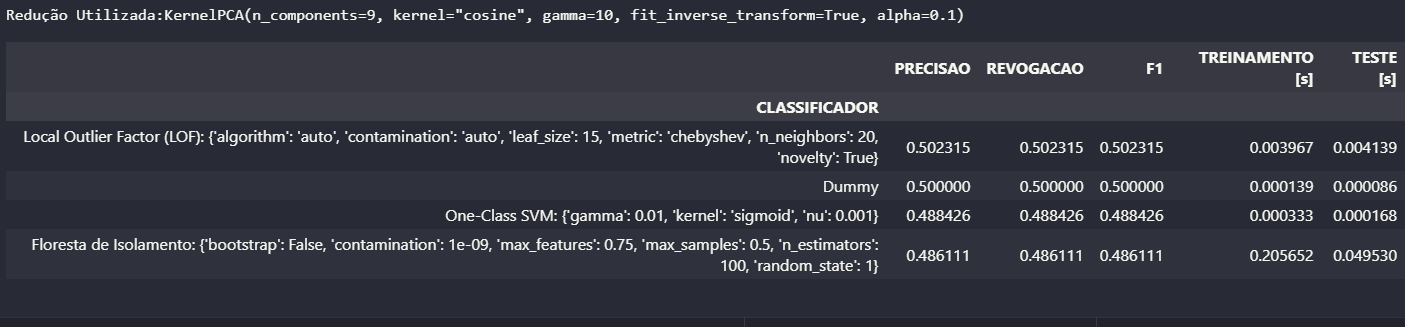 Redução Utilizada:KernelPCA(n_components=9, kernel="cosine", gamma=10, fit_inverse_transform=True, alpha=0.1)
PRECISAO REVOGACAO F1 TREINAMENTO [s] TESTE [s]
CLASSIFICADOR
Local Outlier Factor (LOF): {'algorithm': 'auto', 'contamination': 'auto', 'leaf_size': 15, 'metric': 'chebyshev', 'n_neighbors': 20,
'novelty': True} 0.502315 0.502315 0.502315 0.003967 0.004139
Dummy 0.500000 0.500000 0.500000 0.000139 0.000086
One-Class SVM: {'gamma': 0.01, 'kernel': 'sigmoid', 'nu': 0.001} 0.488426 0.488426 0.488426 0.000333 0.000168
Floresta de Isolamento: {'bootstrap': False, 'contamination': 1e-09, 'max_features': 0.75, 'max_samples': 0.5, 'n_estimators':
100, 'random_state': 1} 0.486111 0.486111 0.486111 0.205652 0.049530